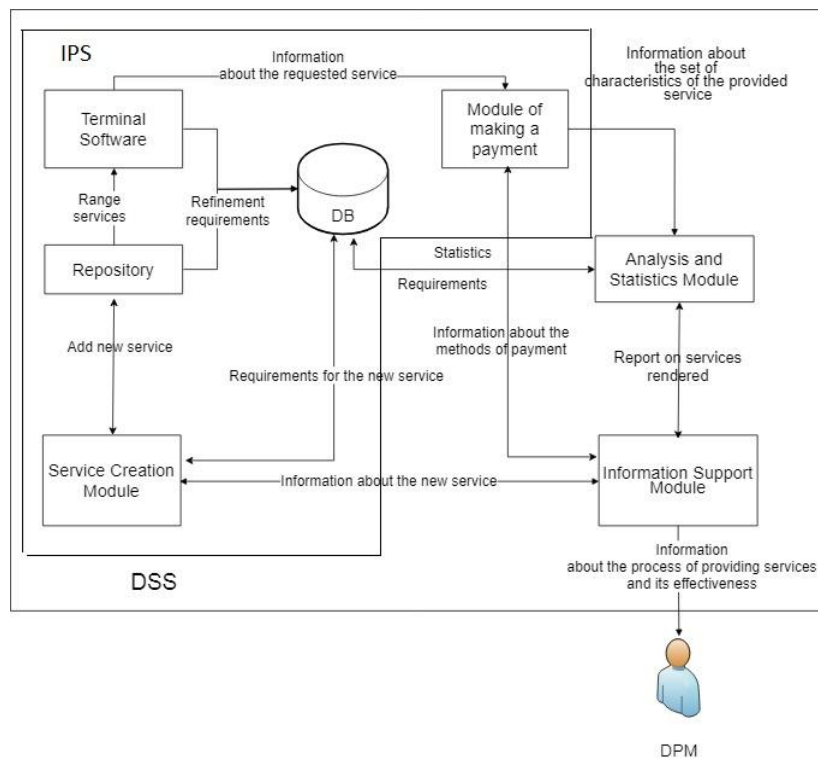 IPS
Information
about the requested service
Information about
the set of
characteristics of the provided
service
Terminal
Software
Module of
making a
payment
Range
services
Refinement
requirements
DB
Repository
Statistics
Requirements
Analysis and
Statistics Module
Add new service
Information about the
methods of payment
Requirements for the new service
Report on services
rendered
Service Creation
Module
Information about the new service
Information Support
Module
Information
about the process of providing services
and its effectiveness
DSS
DPM